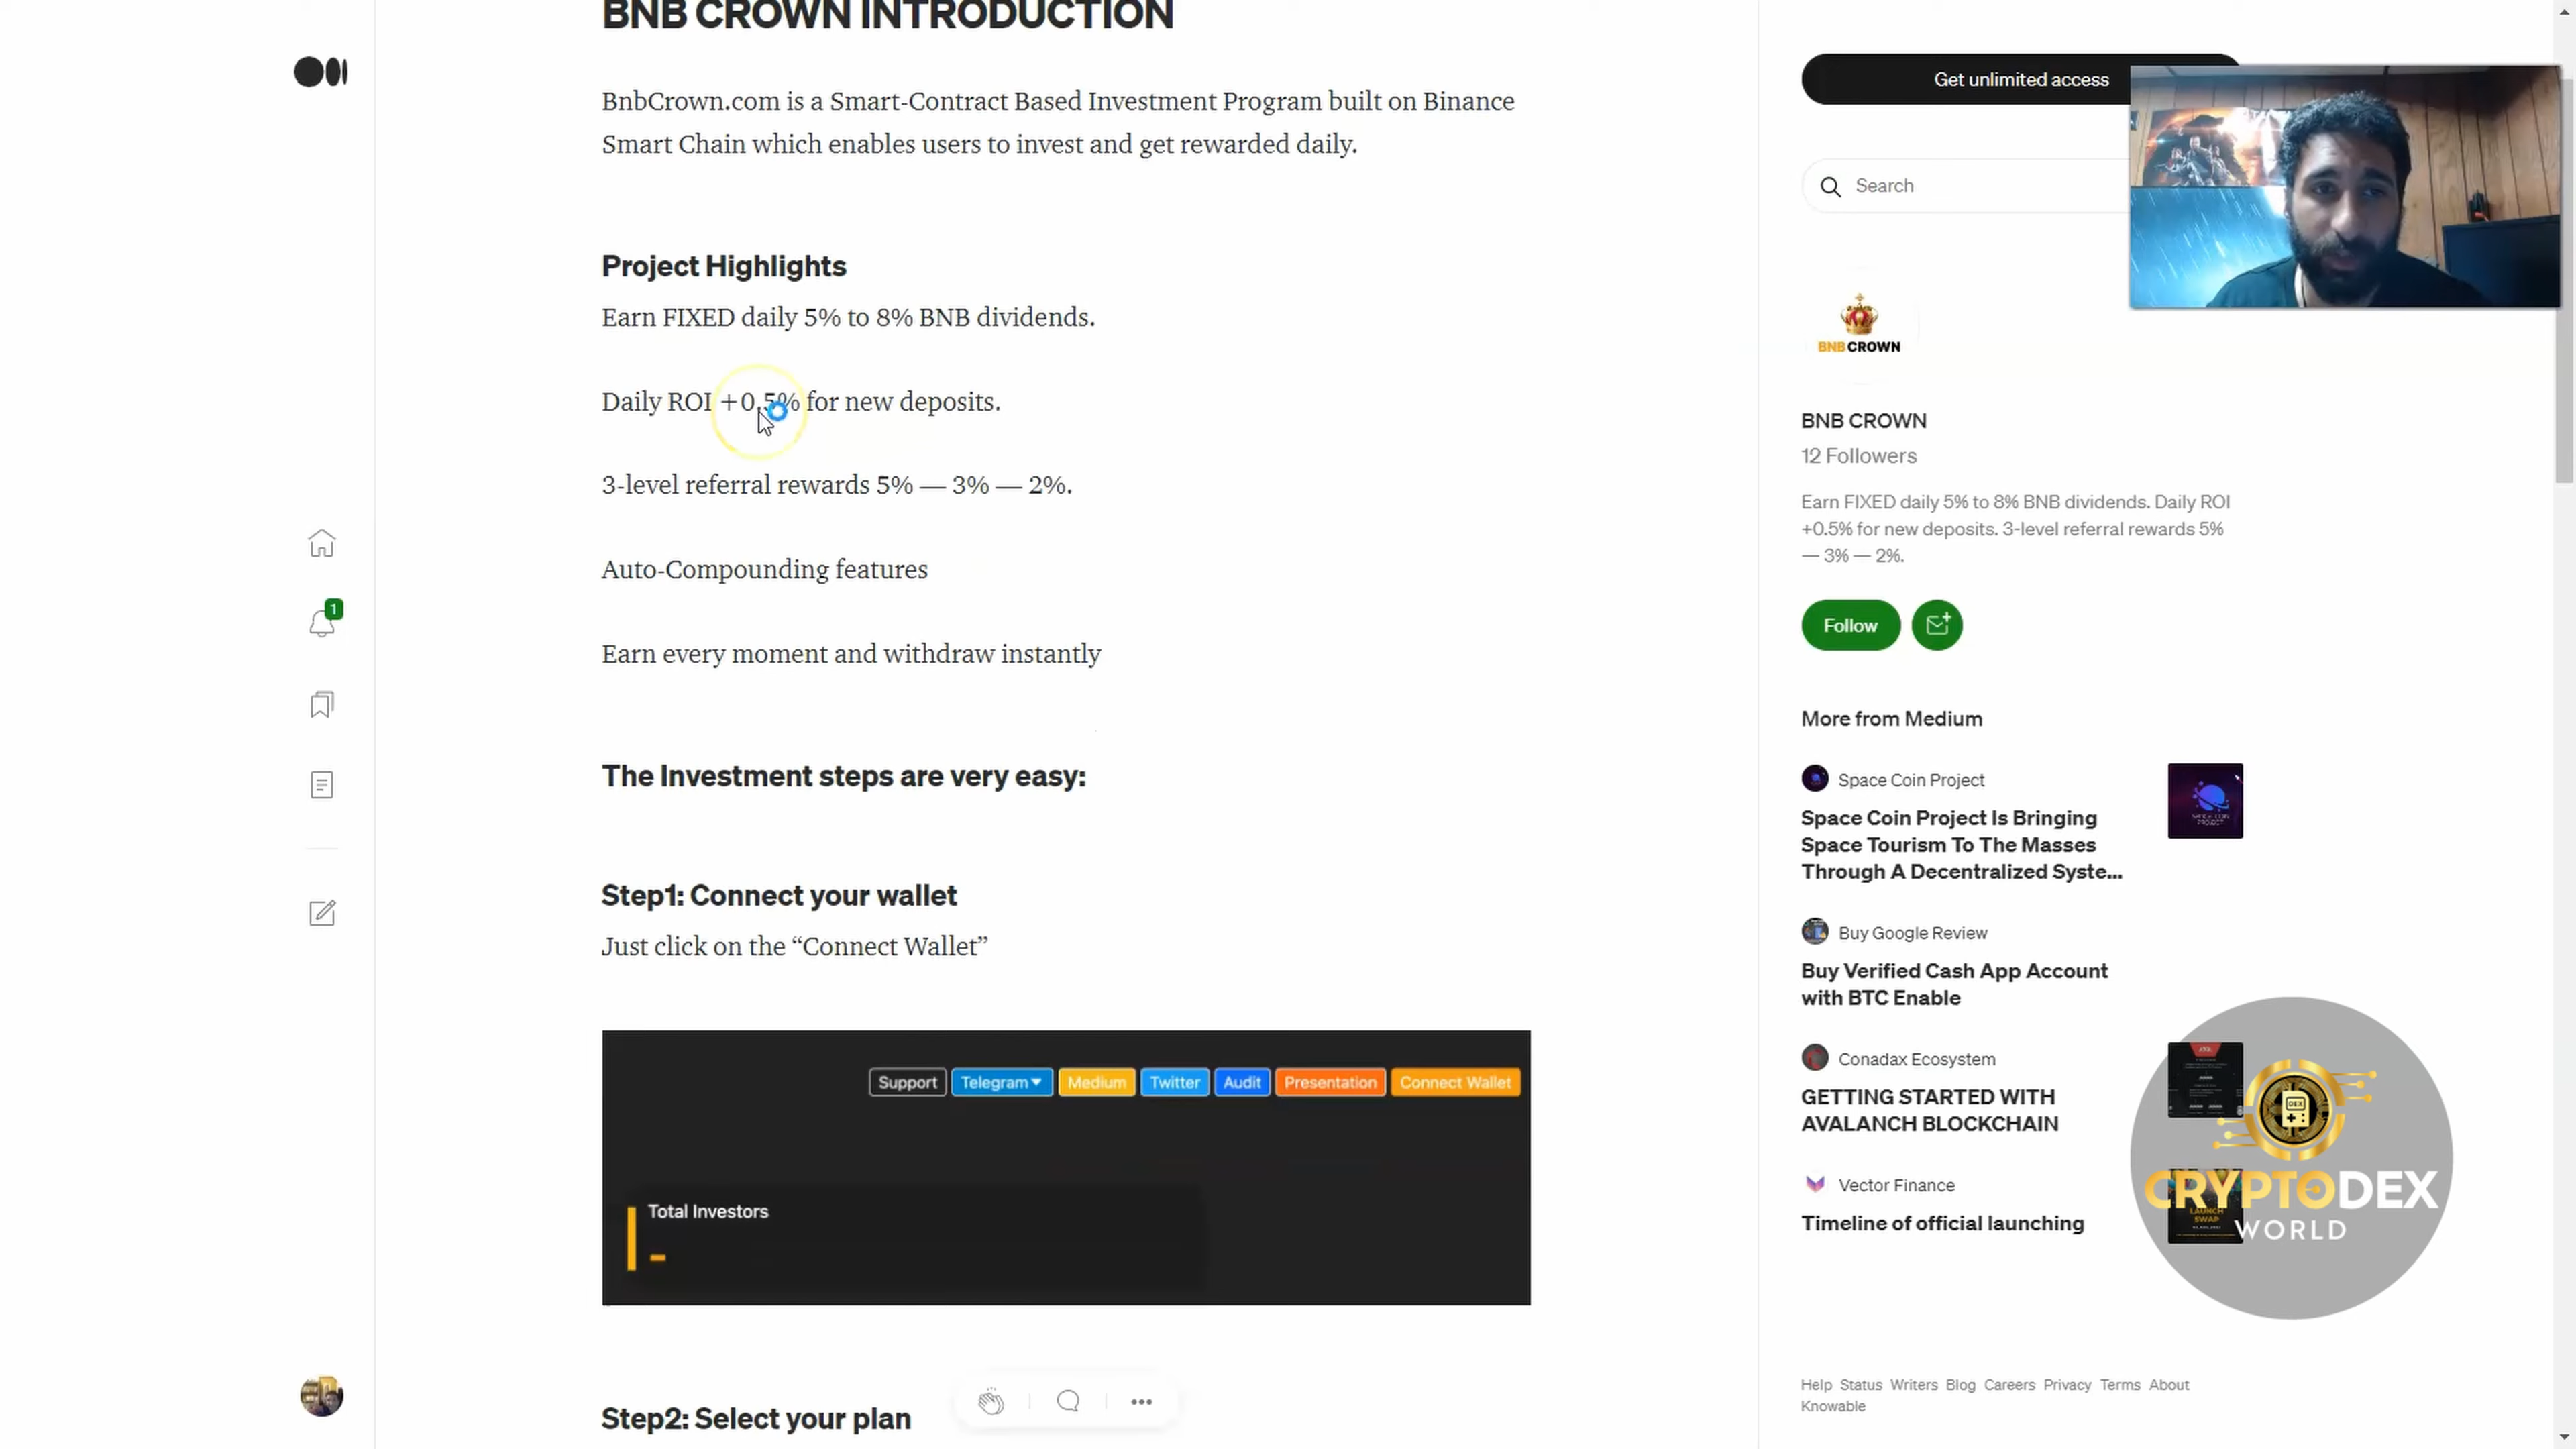 BNB CROWN INTRODUCTION
BnbCrown.com is a Smart-Contract Based Investment Program built on Binance
Smart Chain which enables users to invest and get rewarded daily.
Project Highlights
Earn FIXED daily 5% to 8% BNB dividends.
Daily ROI +0.5% for new deposits.
3-level referral rewards 5% — 3% — 2%.
Auto-Compounding features
Earn every moment and withdraw instantly
The Investment steps are very easy:
Step1: Connect your wallet
Just click on the “Connect Wallet”
Support Telegram Medium Twitter Audit Presentation Connect Wallet
Total Investors
Step2: Select your plan
1
Get unlimited access
Search
BNB CROWN
BNB CROWN
12 Followers
Earn FIXED daily 5% to 8% BNB dividends. Daily ROI
+0.5% for new deposits. 3-level referral rewards 5%
— 3% — 2%.
Follow
More from Medium
Space Coin Project
Space Coin Project Is Bringing
Space Tourism To The Masses
Through A Decentralized Syste...
Buy Google Review
Buy Verified Cash App Account
with BTC Enable
Conadax Ecosystem
GETTING STARTED WITH
AVALANCH BLOCKCHAIN
Vector Finance
Timeline of official launching
DEX
CRYPTODEX
WORLD
LAUNCH
SWAP
Help Status Writers Blog Careers Privacy Terms About
Knowable